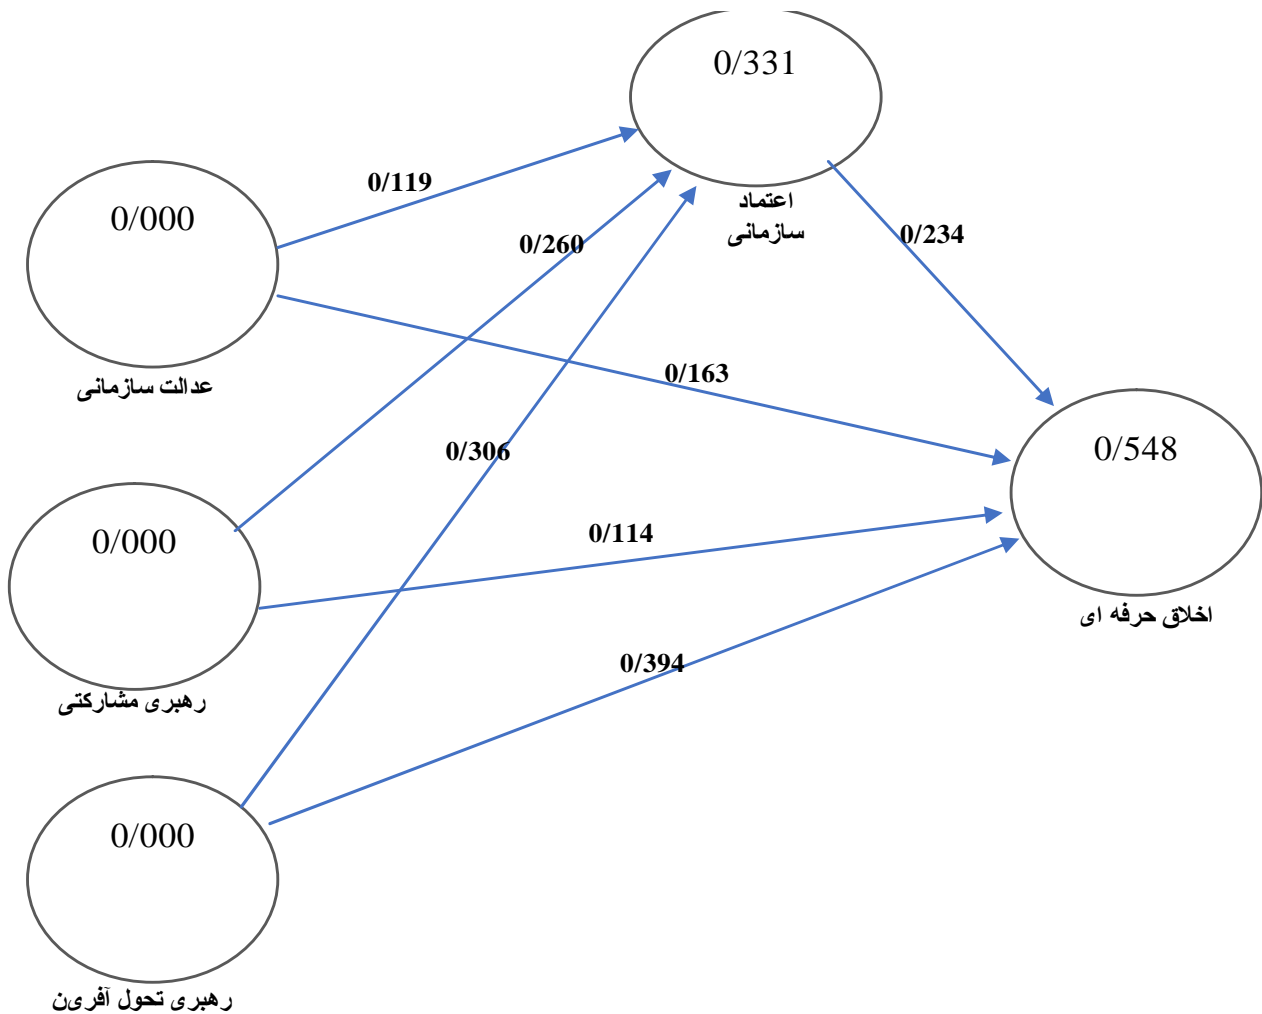 0/331
اعتماد
سازمانی
0/119
0/000
0/260
0/234
عدالت سازمانی
0/163
0/306
0/548
اخلاق حرفه ای
0/000
0/114
رهبری مشارکتی
0/394
0/000
رهبری تحول آفرین